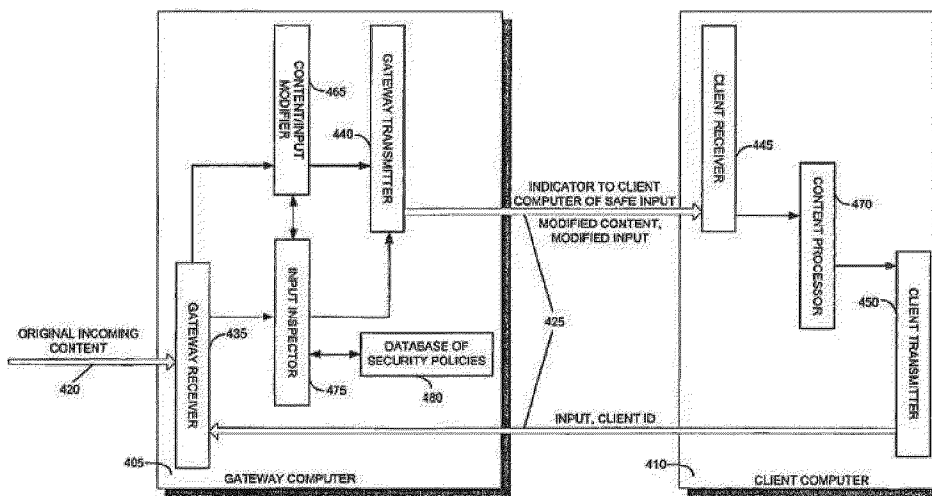 CONTENT/INPUT
MODIFIER
465
GATEWAY TRANSMITTER
440
CLIENT RECEIVER
445
CONTENT PROCESSOR
470
INDICATOR TO CLIENT
COMPUTER OF SAFE INPUT
MODIFIED CONTENT,
MODIFIED INPUT
CLIENT TRANSMITTER
450
GATEWAY RECEIVER
435
INPUT INSPECTOR
475
ORIGINAL INCOMING
CONTENT
420
DATABASE OF
SECURITY POLICIES
480
425
INPUT, CLIENT ID
405
GATEWAY COMPUTER
410
CLIENT COMPUTER